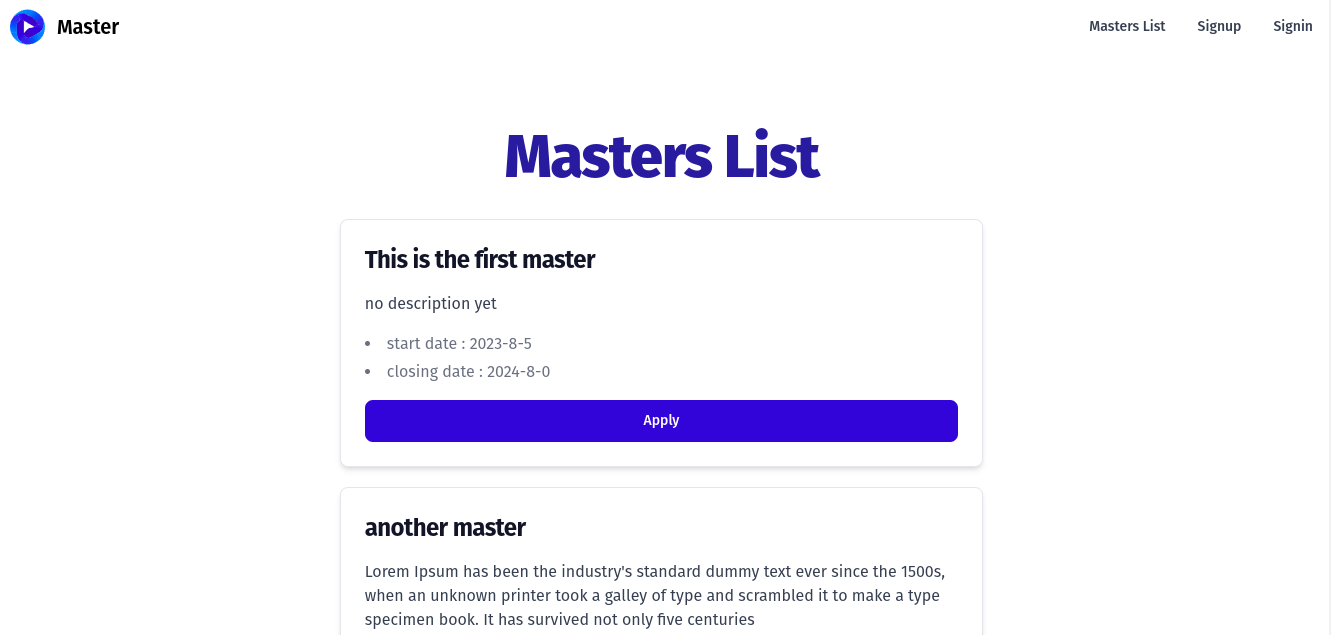 Master
Masters List
Signup
Signin
Masters List
This is the first master
no description yet
• start date : 2023-8-5
• closing date : 2024-8-0
Apply
another master
Lorem Ipsum has been the industry's standard dummy text ever since the 1500s,
when an unknown printer took a galley of type and scrambled it to make a type
specimen book. It has survived not only five centuries